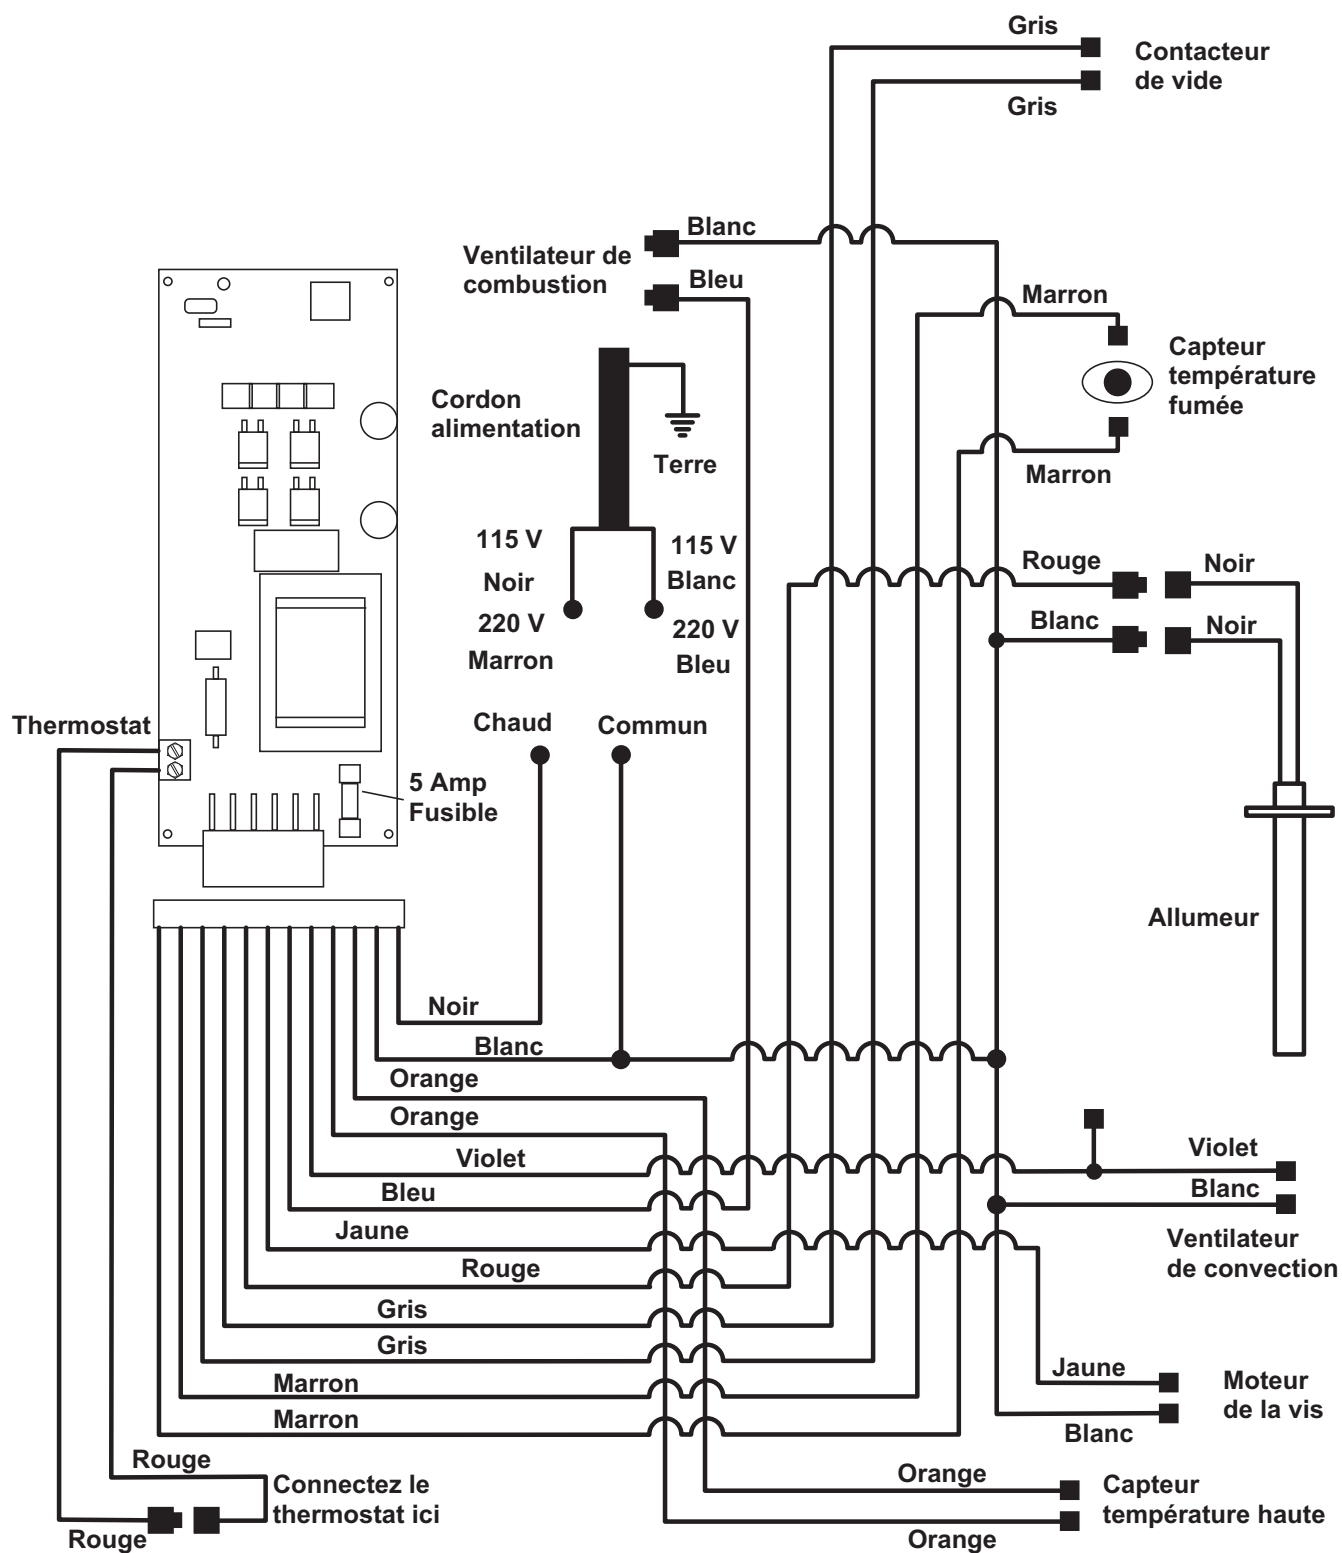 Gris
Contacteur
de vide
Gris
Blanc
Ventilateur de
combustion
Bleu
Marron
Capteur
température
fumée
Marron
Cordon
alimentation
Terre
115 V
Noir
220 V
Marron
115 V
Blanc
220 V
Bleu
Rouge
Noir
Blanc
Noir
Thermostat
Chaud
Commun
5 Amp
Fusible
Allumeur
Noir
Blanc
Orange
Orange
Violet
Bleu
Jaune
Rouge
Gris
Gris
Marron
Marron
Violet
Blanc
Ventilateur
de convection
Jaune
Moteur
de la vis
Blanc
Rouge
Connectez le
thermostat ici
Rouge
Orange
Capteur
température haute
Orange